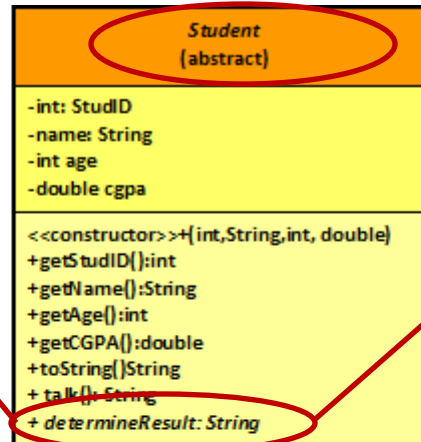 Student
(abstract)
-int: StudID
-name: String
-int age
-double cgpa
<<constructor>>+(int,String,int, double)
+getStudID():int
+getName():String
+getAge():int
+getCGPA():double
+toString()String
+ talk(): String
+ determineResult: String